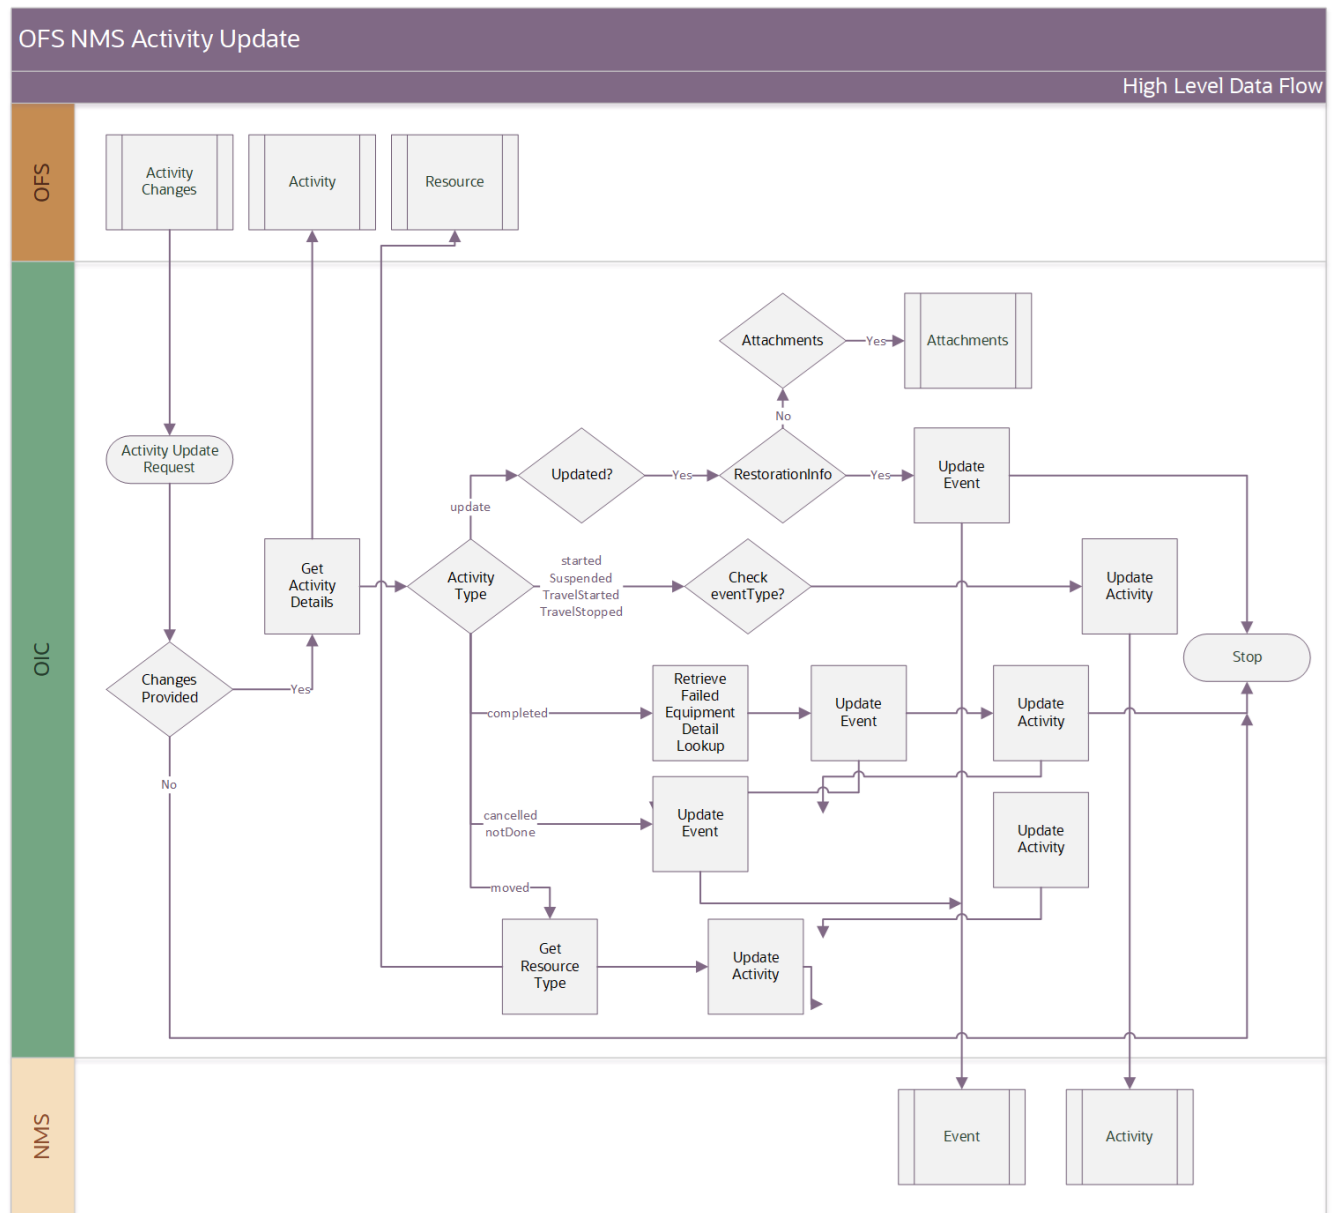 OFS NMS Activity Update
High Level Data Flow
OFS
Activity
Changes
Activity
Resource
OIC
Attachments
Yes
Attachments
No
Activity Update
Request
Updated?
Yes
RestorationInfo
Yes
Update
Event
update
Get
Activity
Details
Activity
Type
started
Suspended
TravelStarted
TravelStopped
Check
eventType?
Update
Activity
Stop
Changes
Provided
Yes
completed
Retrieve
Failed
Equipment
Detail
Lookup
Update
Event
Update
Activity
No
cancelled
notDone
Update
Event
Update
Activity
moved
Get
Resource
Type
Update
Activity
NMS
Event
Activity